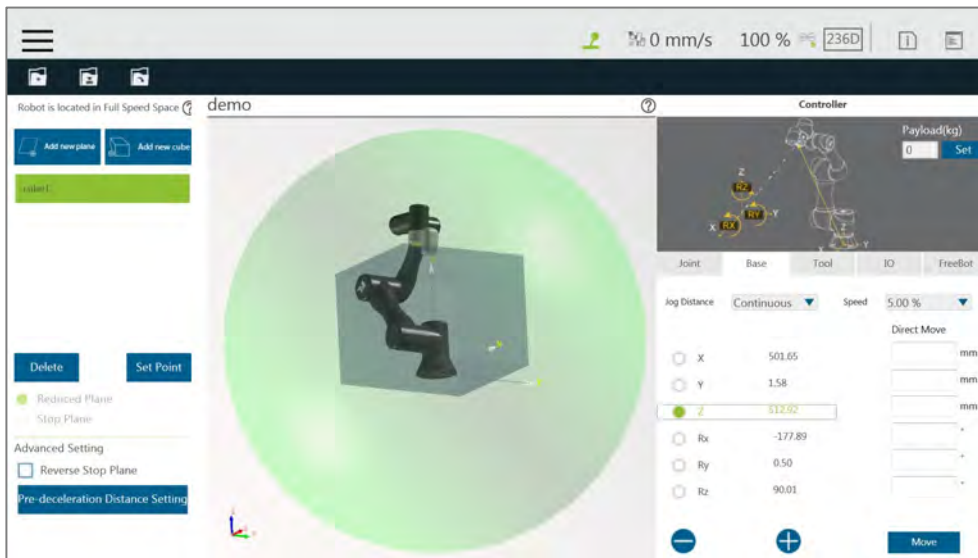 0 mm/s 100 % 236D
Robot is located in Full Speed Space
demo
Controller
Add new plane
Add new cube
Payload(kg)
0 Set
Z
RZ
RY Y
X RX
Z
X Y
Joint Base Tool IO FreeBot
Jog Distance Continuous Speed 5.00 %
Direct Move
X 501.65 mm
Y 1.58 mm
Z 512.92 mm
Rx -177.89 °
Ry 0.50 °
Rz 90.01 °
Move
Delete Set Point
Reduced Plane
Stop Plane
Advanced Setting
Reverse Stop Plane
Pre-deceleration Distance Setting